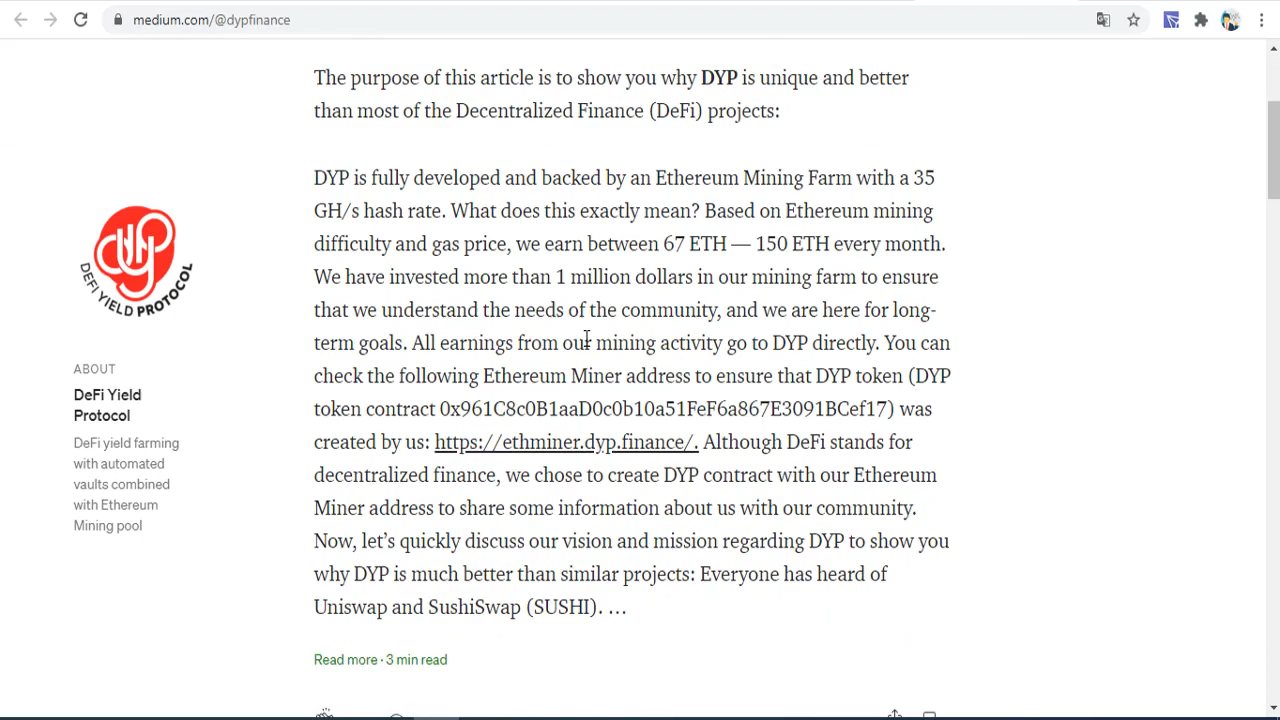 medium.com/@dypfinance
The purpose of this article is to show you why DYP is unique and better
than most of the Decentralized Finance (DeFi) projects:
DYP is fully developed and backed by an Ethereum Mining Farm with a 35
GH/s hash rate. What does this exactly mean? Based on Ethereum mining
difficulty and gas price, we earn between 67 ETH — 150 ETH every month.
We have invested more than 1 million dollars in our mining farm to ensure
that we understand the needs of the community, and we are here for long-
term goals. All earnings from our mining activity go to DYP directly. You can
check the following Ethereum Miner address to ensure that DYP token (DYP
token contract 0x961C8c0B1aaD0c0b10a51FeF6a867E3091BCef17) was
created by us: https://ethminer.dyp.finance/. Although DeFi stands for
decentralized finance, we chose to create DYP contract with our Ethereum
Miner address to share some information about us with our community.
Now, let’s quickly discuss our vision and mission regarding DYP to show you
why DYP is much better than similar projects: Everyone has heard of
Uniswap and SushiSwap (SUSHI). …
Read more · 3 min read
dyp
DEFI YIELD PROTOCOL
ABOUT
DeFi Yield
Protocol
DeFi yield farming
with automated
vaults combined
with Ethereum
Mining pool